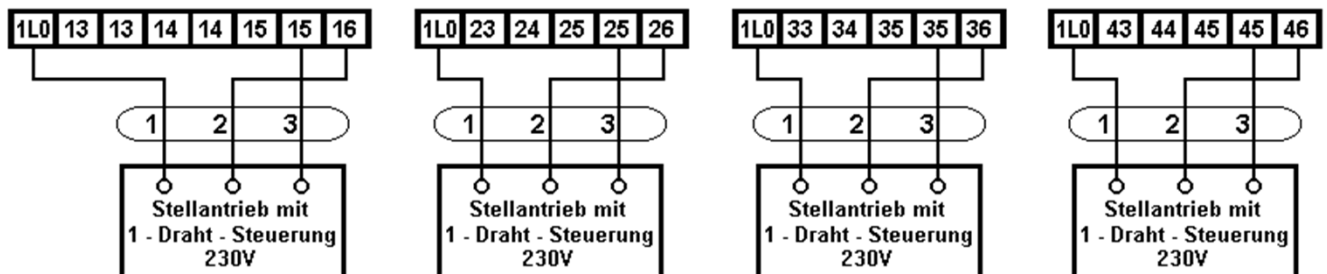 1L0 13 13 14 14 15 15 16
1L0 23 24 25 25 26
1L0 33 34 35 35 36
1L0 43 44 45 45 46
1 2 3
1 2 3
1 2 3
1 2 3
Stellantrieb mit
1 - Draht - Steuerung
230V
Stellantrieb mit
1 - Draht - Steuerung
230V
Stellantrieb mit
1 - Draht - Steuerung
230V
Stellantrieb mit
1 - Draht - Steuerung
230V